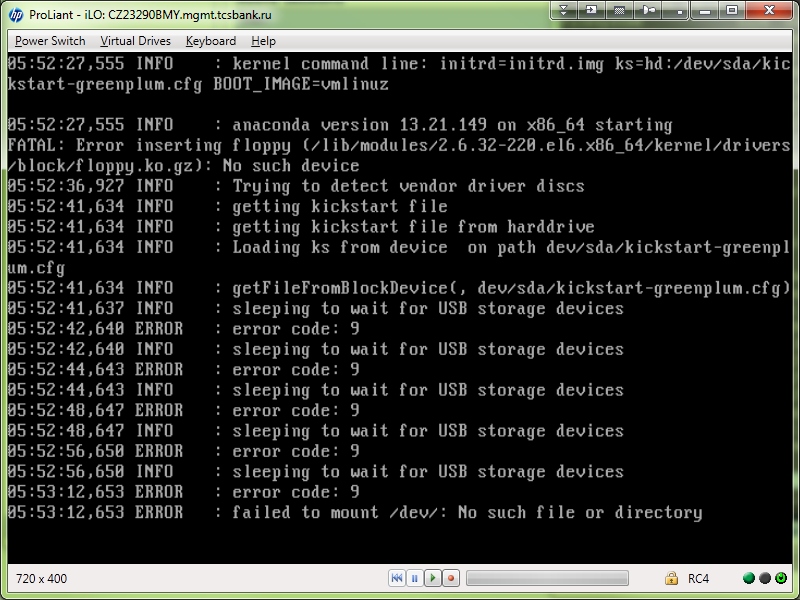 ProLiant - iLO: CZ23290BMY.mgmt.tcsbank.ru
Power Switch Virtual Drives Keyboard Help
05:52:27,555 INFO : kernel command line: initrd=initrd.img ks=hd:/dev/sda/kic
kstart-greenplum.cfg BOOT_IMAGE=vmlinuz
05:52:27,555 INFO : anaconda version 13.21.149 on x86_64 starting
FATAL: Error inserting floppy (/lib/modules/2.6.32-220.el6.x86_64/kernel/drivers
/block/floppy.ko.gz): No such device
05:52:36,927 INFO : Trying to detect vendor driver discs
05:52:41,634 INFO : getting kickstart file
05:52:41,634 INFO : getting kickstart file from harddrive
05:52:41,634 INFO : Loading ks from device  on path dev/sda/kickstart-greenpl
um.cfg
05:52:41,634 INFO : getFileFromBlockDevice(, dev/sda/kickstart-greenplum.cfg)
05:52:41,637 INFO : sleeping to wait for USB storage devices
05:52:42,640 ERROR : error code: 9
05:52:42,640 INFO : sleeping to wait for USB storage devices
05:52:44,643 ERROR : error code: 9
05:52:44,643 INFO : sleeping to wait for USB storage devices
05:52:48,647 ERROR : error code: 9
05:52:48,647 INFO : sleeping to wait for USB storage devices
05:52:56,650 ERROR : error code: 9
05:52:56,650 INFO : sleeping to wait for USB storage devices
05:53:12,653 ERROR : error code: 9
05:53:12,653 ERROR : failed to mount /dev/: No such file or directory
720 x 400 RC4